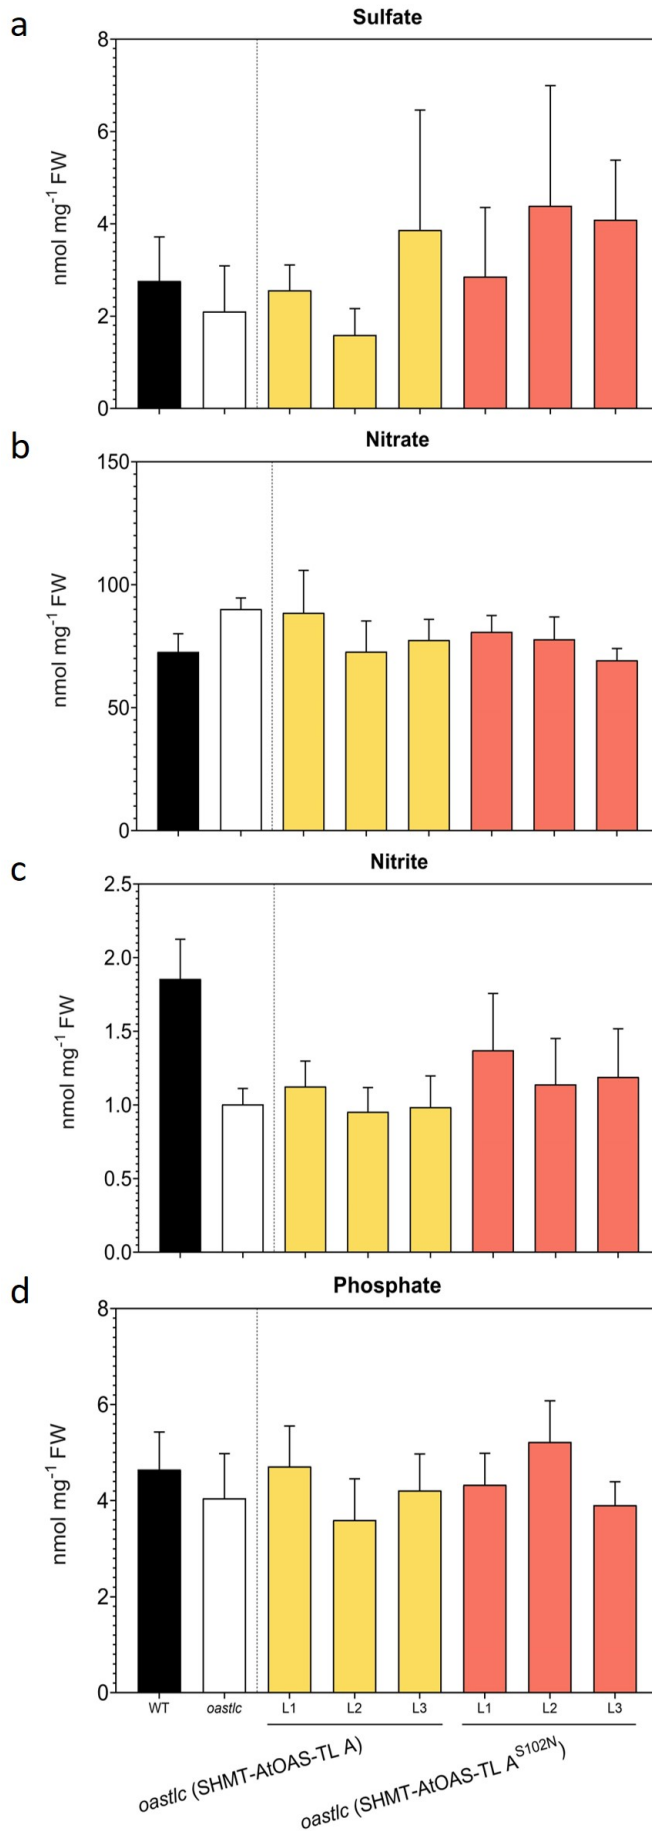 a
Sulfate
8
6
4
2
0
nmol mg⁻¹ FW
b
Nitrate
150
100
50
0
nmol mg⁻¹ FW
c
Nitrite
2.5
2.0
1.5
1.0
0.5
0.0
nmol mg⁻¹ FW
d
Phosphate
8
6
4
2
0
nmol mg⁻¹ FW
WT oastlc L1 L2 L3 L1 L2 L3
oastlc (SHMT-AtOAS-TL A)
oastlc (SHMT-AtOAS-TL A^S102N)